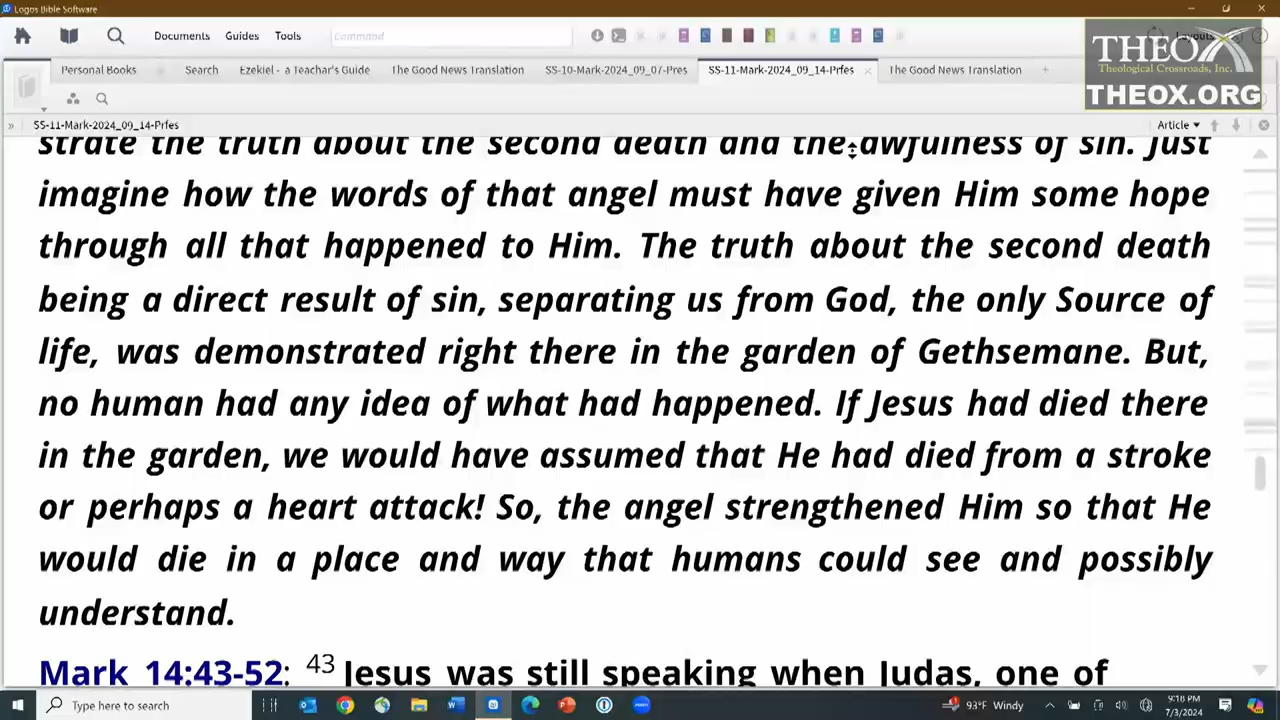 Logos Bible Software
Documents Guides Tools Command
Layouts
THEOX
Theological Crossroads, Inc.
THEOX.ORG
Personal Books Search Ezekiel - a Teacher's Guide SS-10-Mark-2024_09_07-Pres SS-11-Mark-2024_09_14-Prfes The Good News Translation
SS-11-Mark-2024_09_14-Prfes Article
strate the truth about the second death and the awfulness of sin. Just
imagine how the words of that angel must have given Him some hope
through all that happened to Him. The truth about the second death
being a direct result of sin, separating us from God, the only Source of
life, was demonstrated right there in the garden of Gethsemane. But,
no human had any idea of what had happened. If Jesus had died there
in the garden, we would have assumed that He had died from a stroke
or perhaps a heart attack! So, the angel strengthened Him so that He
would die in a place and way that humans could see and possibly
understand.
Mark 14:43-52: 43 Jesus was still speaking when Judas, one of
Type here to search
93°F Windy
9:18 PM
7/3/2024